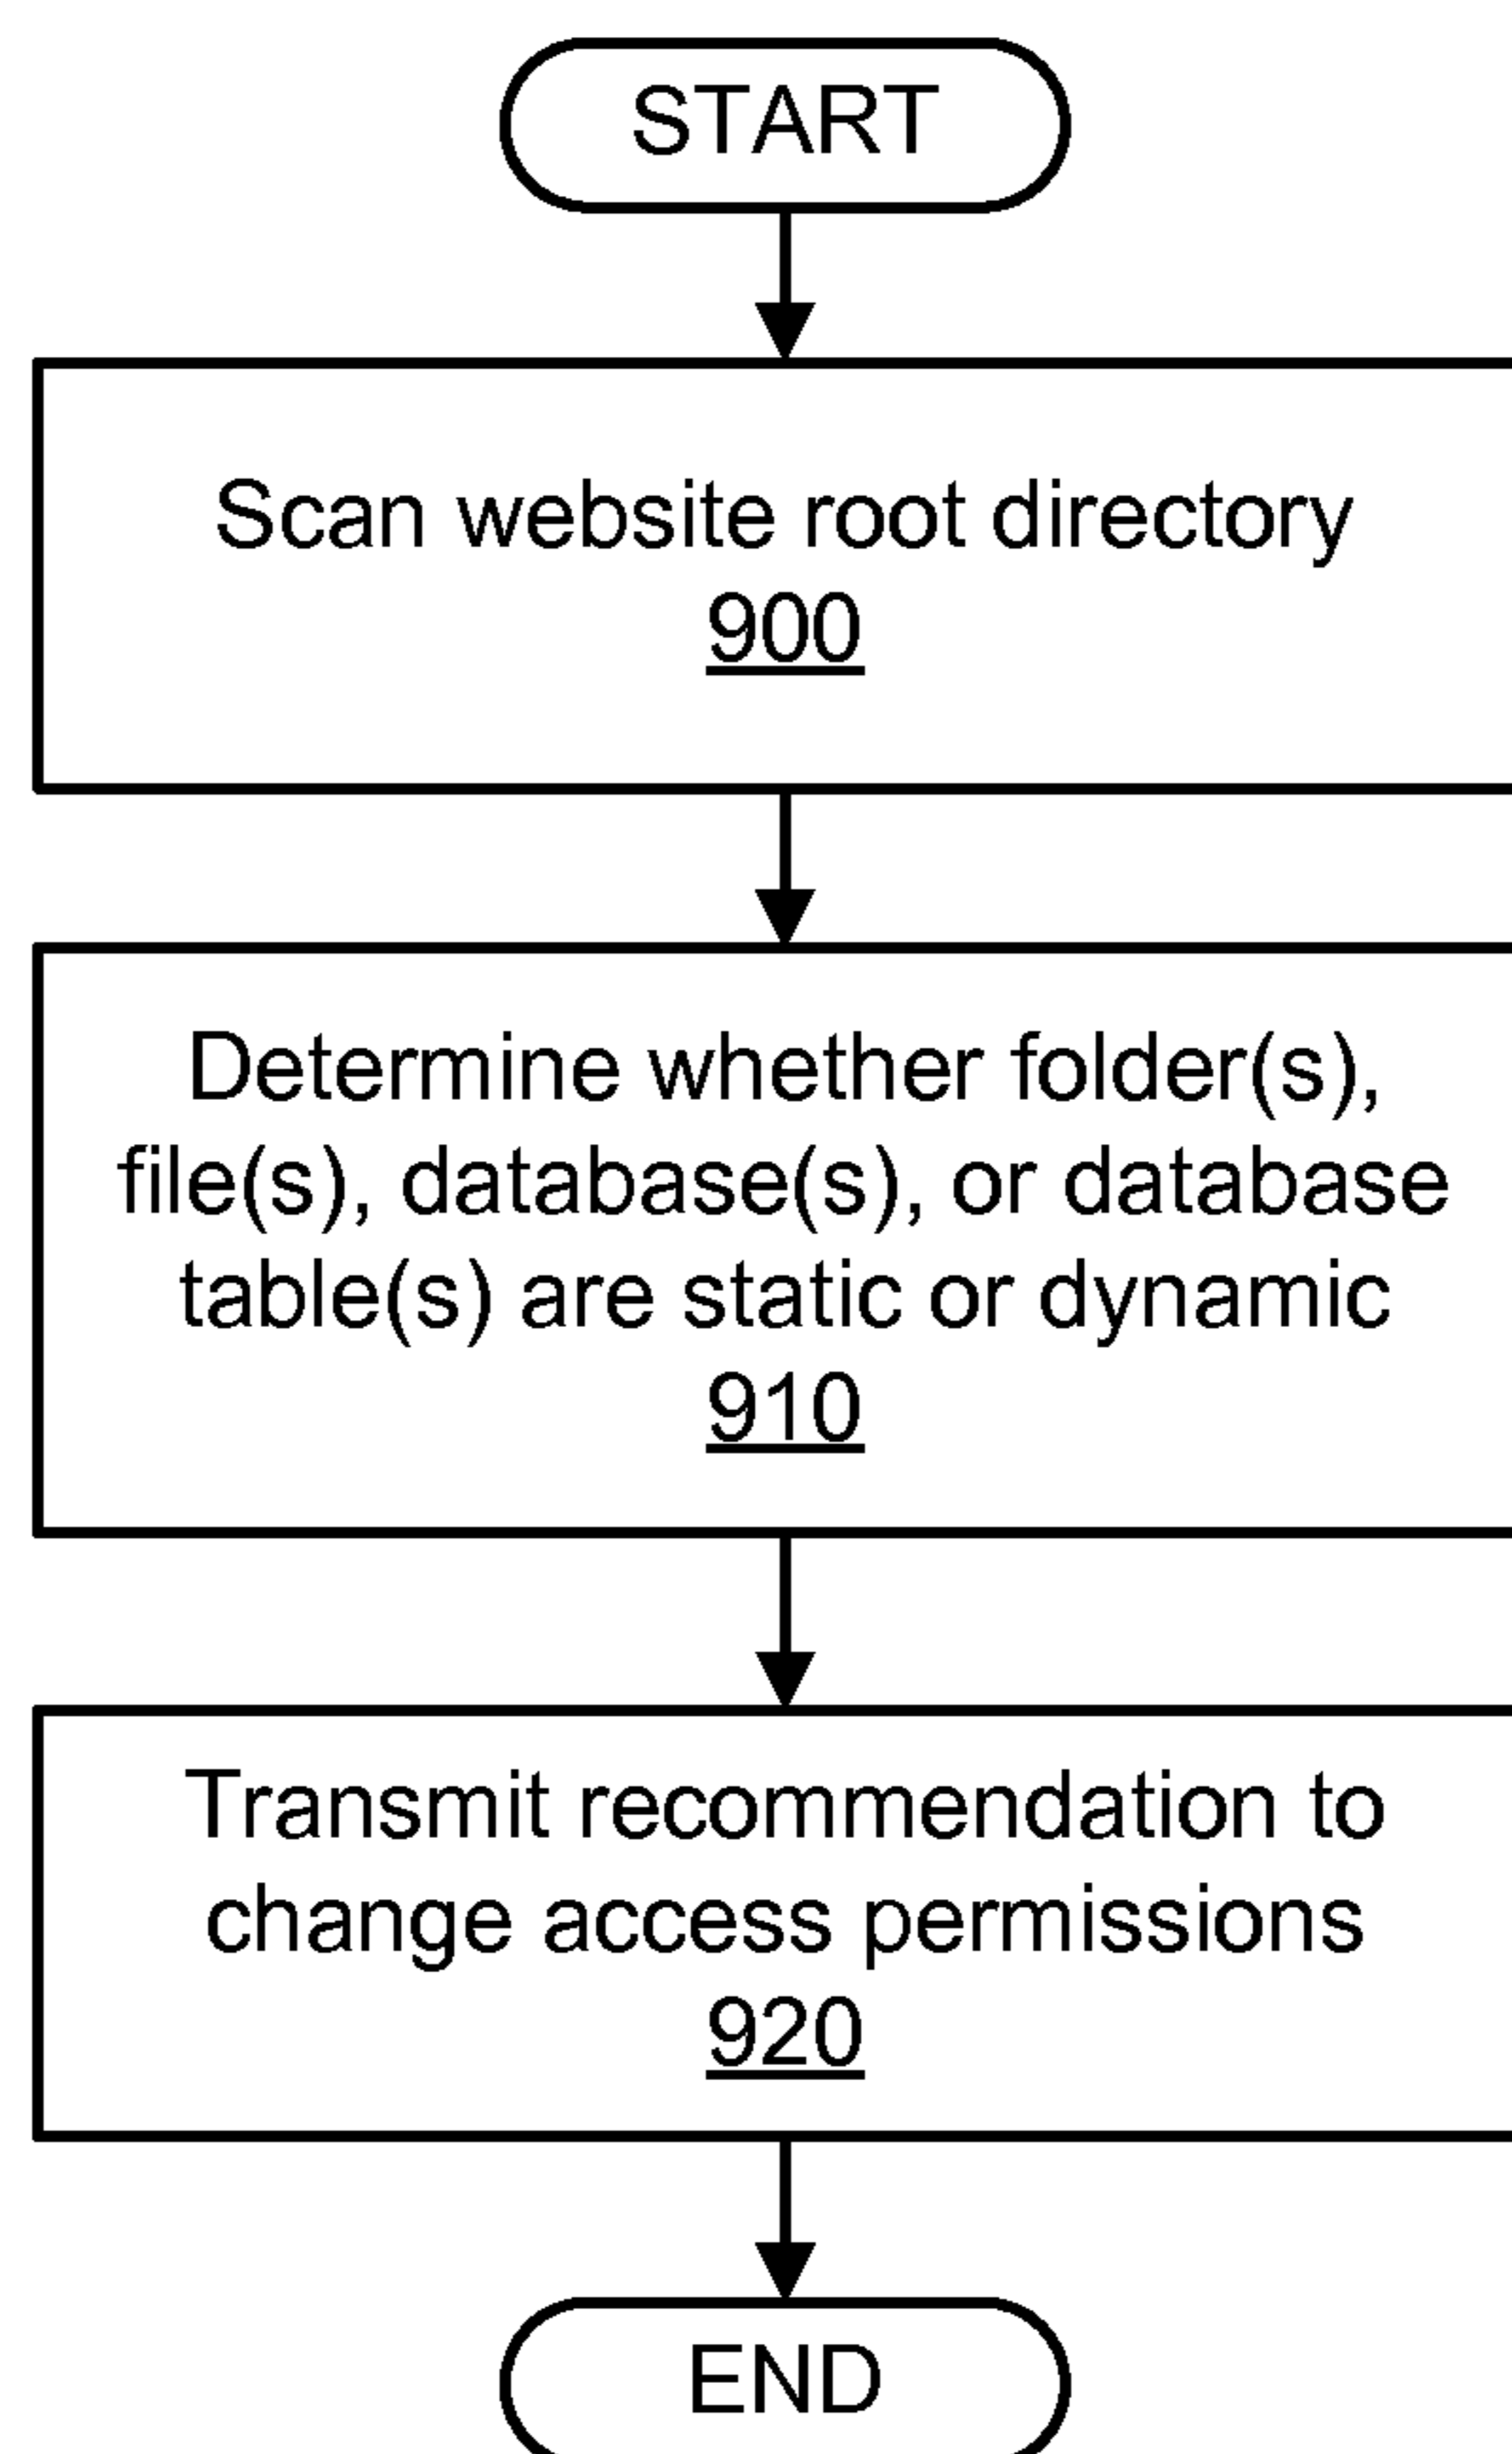 START
Scan website root directory
900
Determine whether folder(s),
file(s), database(s), or database
table(s) are static or dynamic
910
Transmit recommendation to
change access permissions
920
END